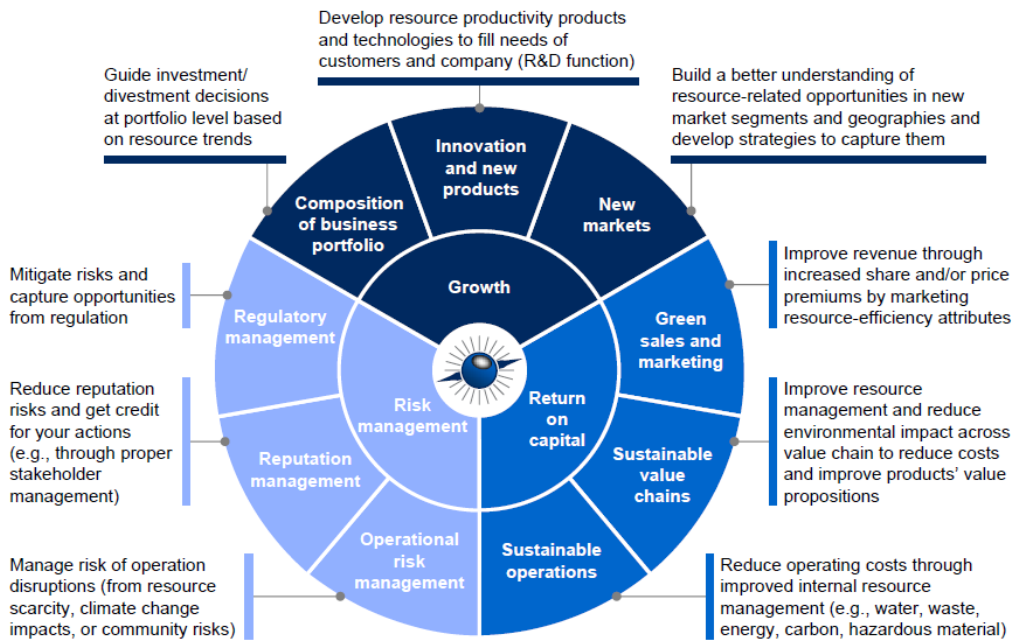 Develop resource productivity products
and technologies to fill needs of
customers and company (R&D function)
Guide investment/
divestment decisions
at portfolio level based
on resource trends
Build a better understanding of
resource-related opportunities in new
market segments and geographies and
develop strategies to capture them
Innovation
and new
products
Composition
of business
portfolio
New
markets
Growth
Mitigate risks and
capture opportunities
from regulation
Regulatory
management
Improve revenue through
increased share and/or price
premiums by marketing
resource-efficiency attributes
Green
sales and
marketing
Reduce reputation
risks and get credit
for your actions
(e.g., through proper
stakeholder
management)
Risk
management
Return
on
capital
Reputation
management
Improve resource
management and reduce
environmental impact across
value chain to reduce costs
and improve products' value
propositions
Sustainable
value
chains
Manage risk of operation
disruptions (from resource
scarcity, climate change
impacts, or community risks)
Operational
risk
management
Sustainable
operations
Reduce operating costs through
improved internal resource
management (e.g., water, waste,
energy, carbon, hazardous material)